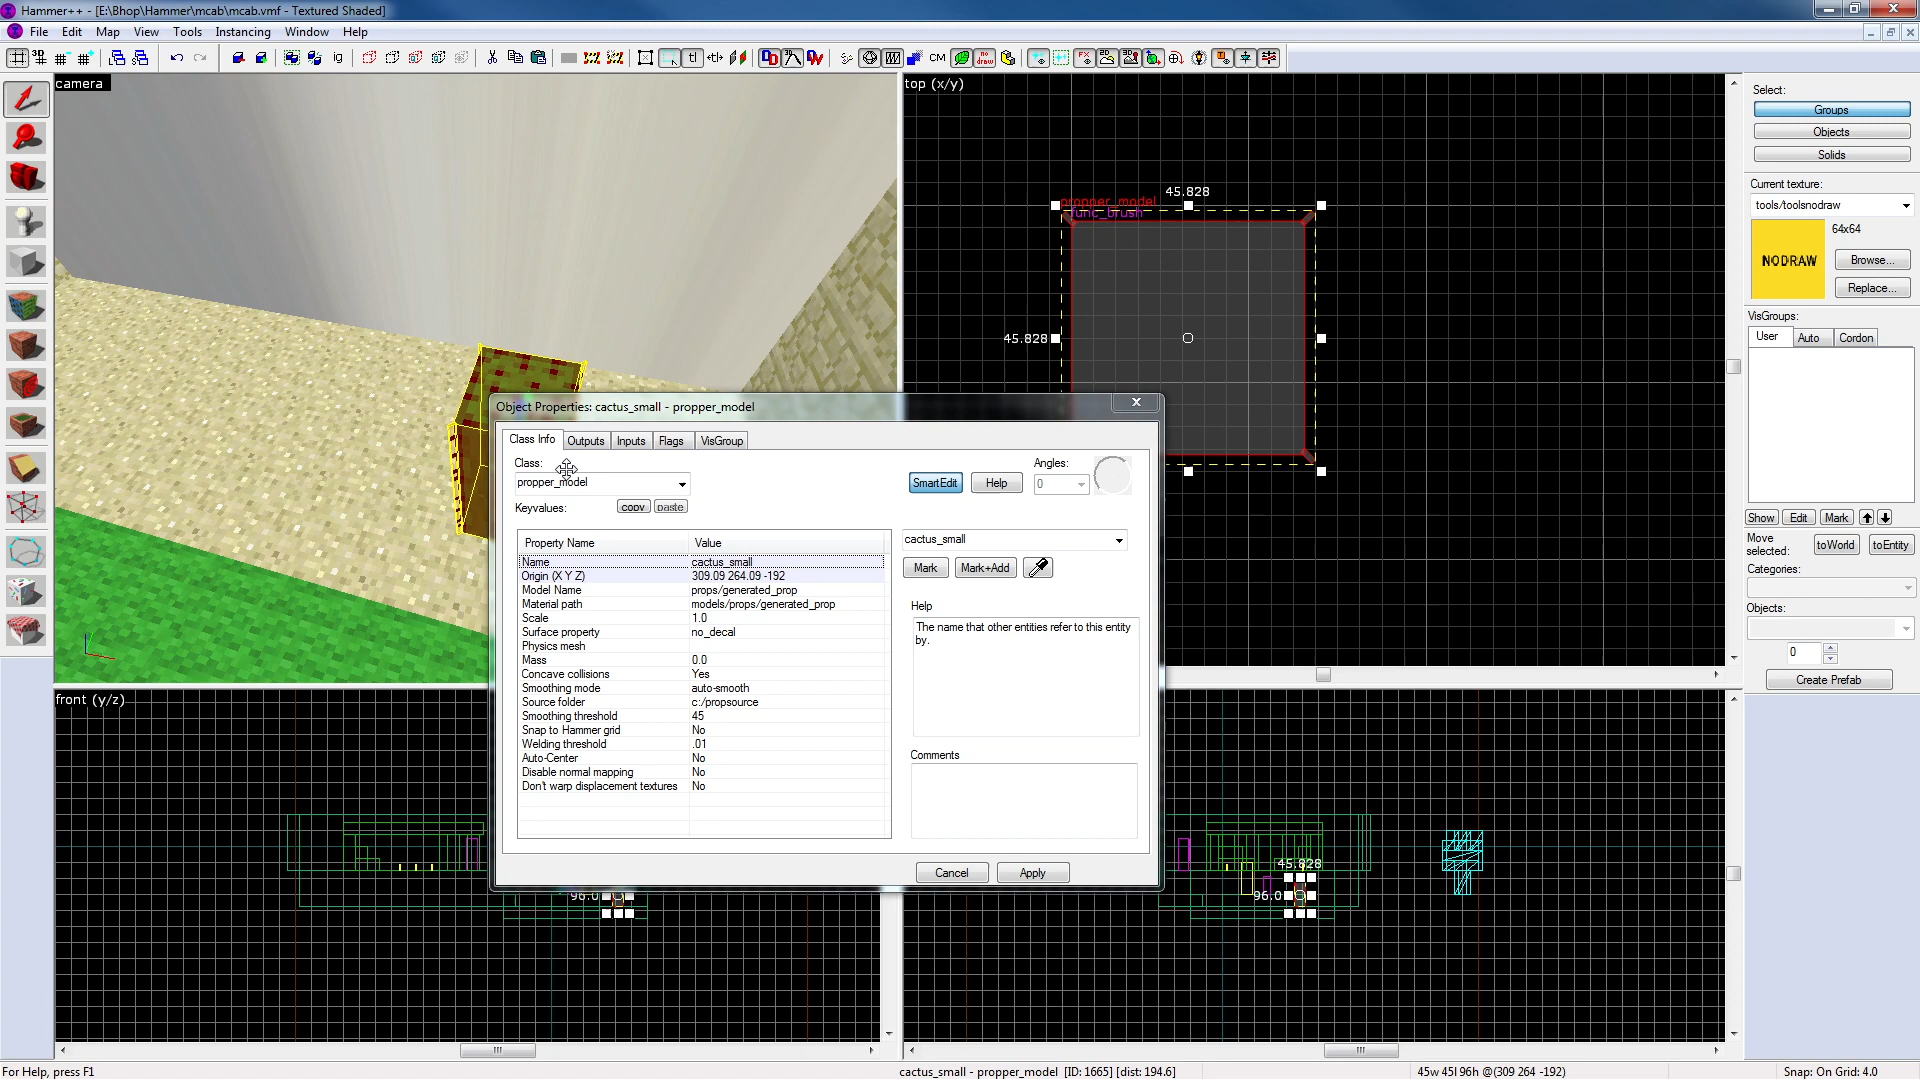 Hammer++ - [E:\Bhop\Hammer\mcab\mcab.vmf - Textured Shaded]
File Edit Map View Tools Instancing Window Help
3D
ig
tl
CM
no draw
FX
camera
top (x/y)
45.828
propper_model
func_brush
45.828
Select:
Groups
Objects
Solids
Current texture:
tools/toolsnodraw
64x64
NODRAW
Browse...
Replace...
VisGroups:
User Auto Cordon
Show Edit Mark
Move selected:
toWorld toEntity
Categories:
Objects:
0
Create Prefab
Object Properties: cactus_small - propper_model
Class Info Outputs Inputs Flags VisGroup
Class:
propper_model
SmartEdit Help
Angles:
0
Keyvalues: copy paste
Property Name Value
Name cactus_small
Origin (X Y Z) 309.09 264.09 -192
Model Name props/generated_prop
Material path models/props/generated_prop
Scale 1.0
Surface property no_decal
Physics mesh
Mass 0.0
Concave collisions Yes
Smoothing mode auto-smooth
Source folder c:/propsource
Smoothing threshold 45
Snap to Hammer grid No
Welding threshold .01
Auto-Center No
Disable normal mapping No
Don't warp displacement textures No
cactus_small
Mark Mark+Add
Help
The name that other entities refer to this entity
by.
Comments
Cancel Apply
front (y/z)
96.0
45.828
96.0
For Help, press F1
cactus_small - propper_model [ID: 1665] [dist: 194.6]
45w 45l 96h @(309 264 -192)
Snap: On Grid: 4.0